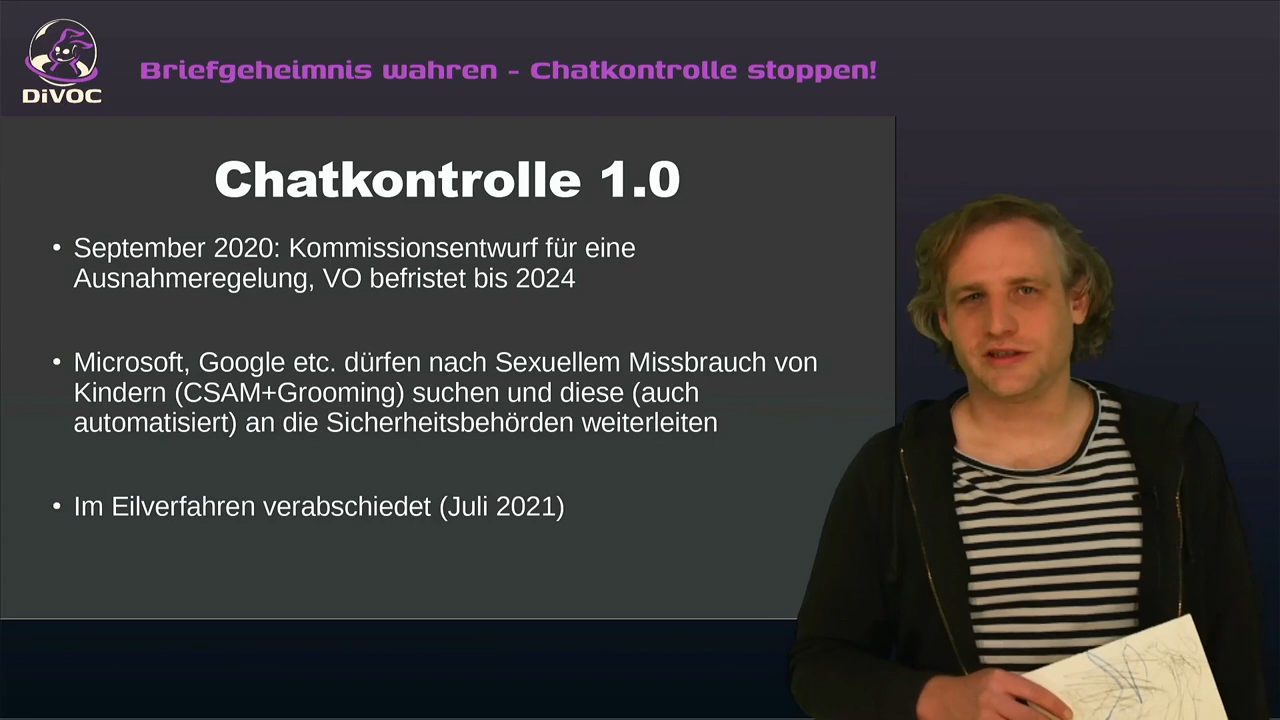 DiVOC
Briefgeheimnis wahren - Chatkontrolle stoppen!
Chatkontrolle 1.0
• September 2020: Kommissionsentwurf für eine
Ausnahmeregelung, VO befristet bis 2024
• Microsoft, Google etc. dürfen nach Sexuellem Missbrauch von
Kindern (CSAM+Grooming) suchen und diese (auch
automatisiert) an die Sicherheitsbehörden weiterleiten
• Im Eilverfahren verabschiedet (Juli 2021)